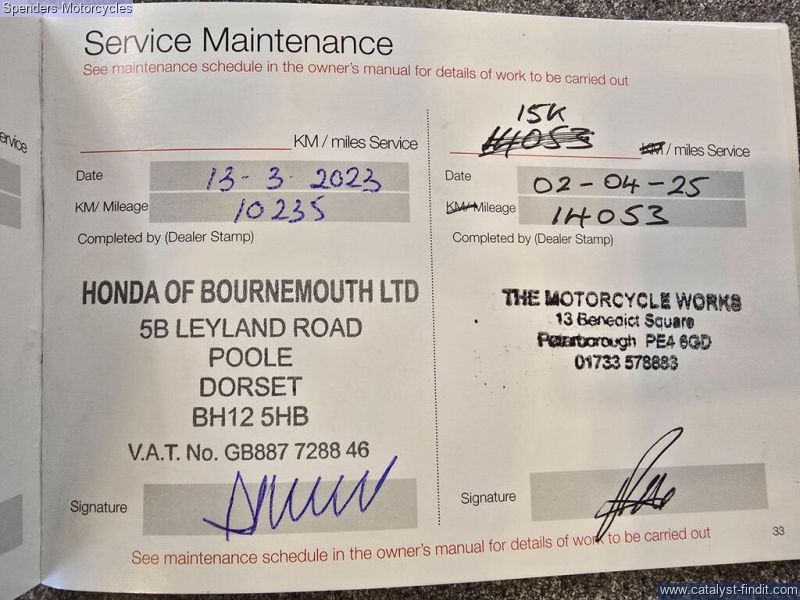 Spenders Motorcycles
Service Maintenance
See maintenance schedule in the owner's manual for details of work to be carried out
ervice
KM / miles Service
Date 13-3-2023
KM/ Mileage 10235
Completed by (Dealer Stamp)
HONDA OF BOURNEMOUTH LTD
5B LEYLAND ROAD
POOLE
DORSET
BH12 5HB
V.A.T. No. GB887 7288 46
Signature
15K
14053
KM / miles Service
Date 02-04-25
KM/ Mileage 14053
Completed by (Dealer Stamp)
THE MOTORCYCLE WORKS
13 Benedict Square
Peterborough PE4 6GD
01733 578883
Signature
33
See maintenance schedule in the owner's manual for details of work to be carried out
www.catalyst-findit.com